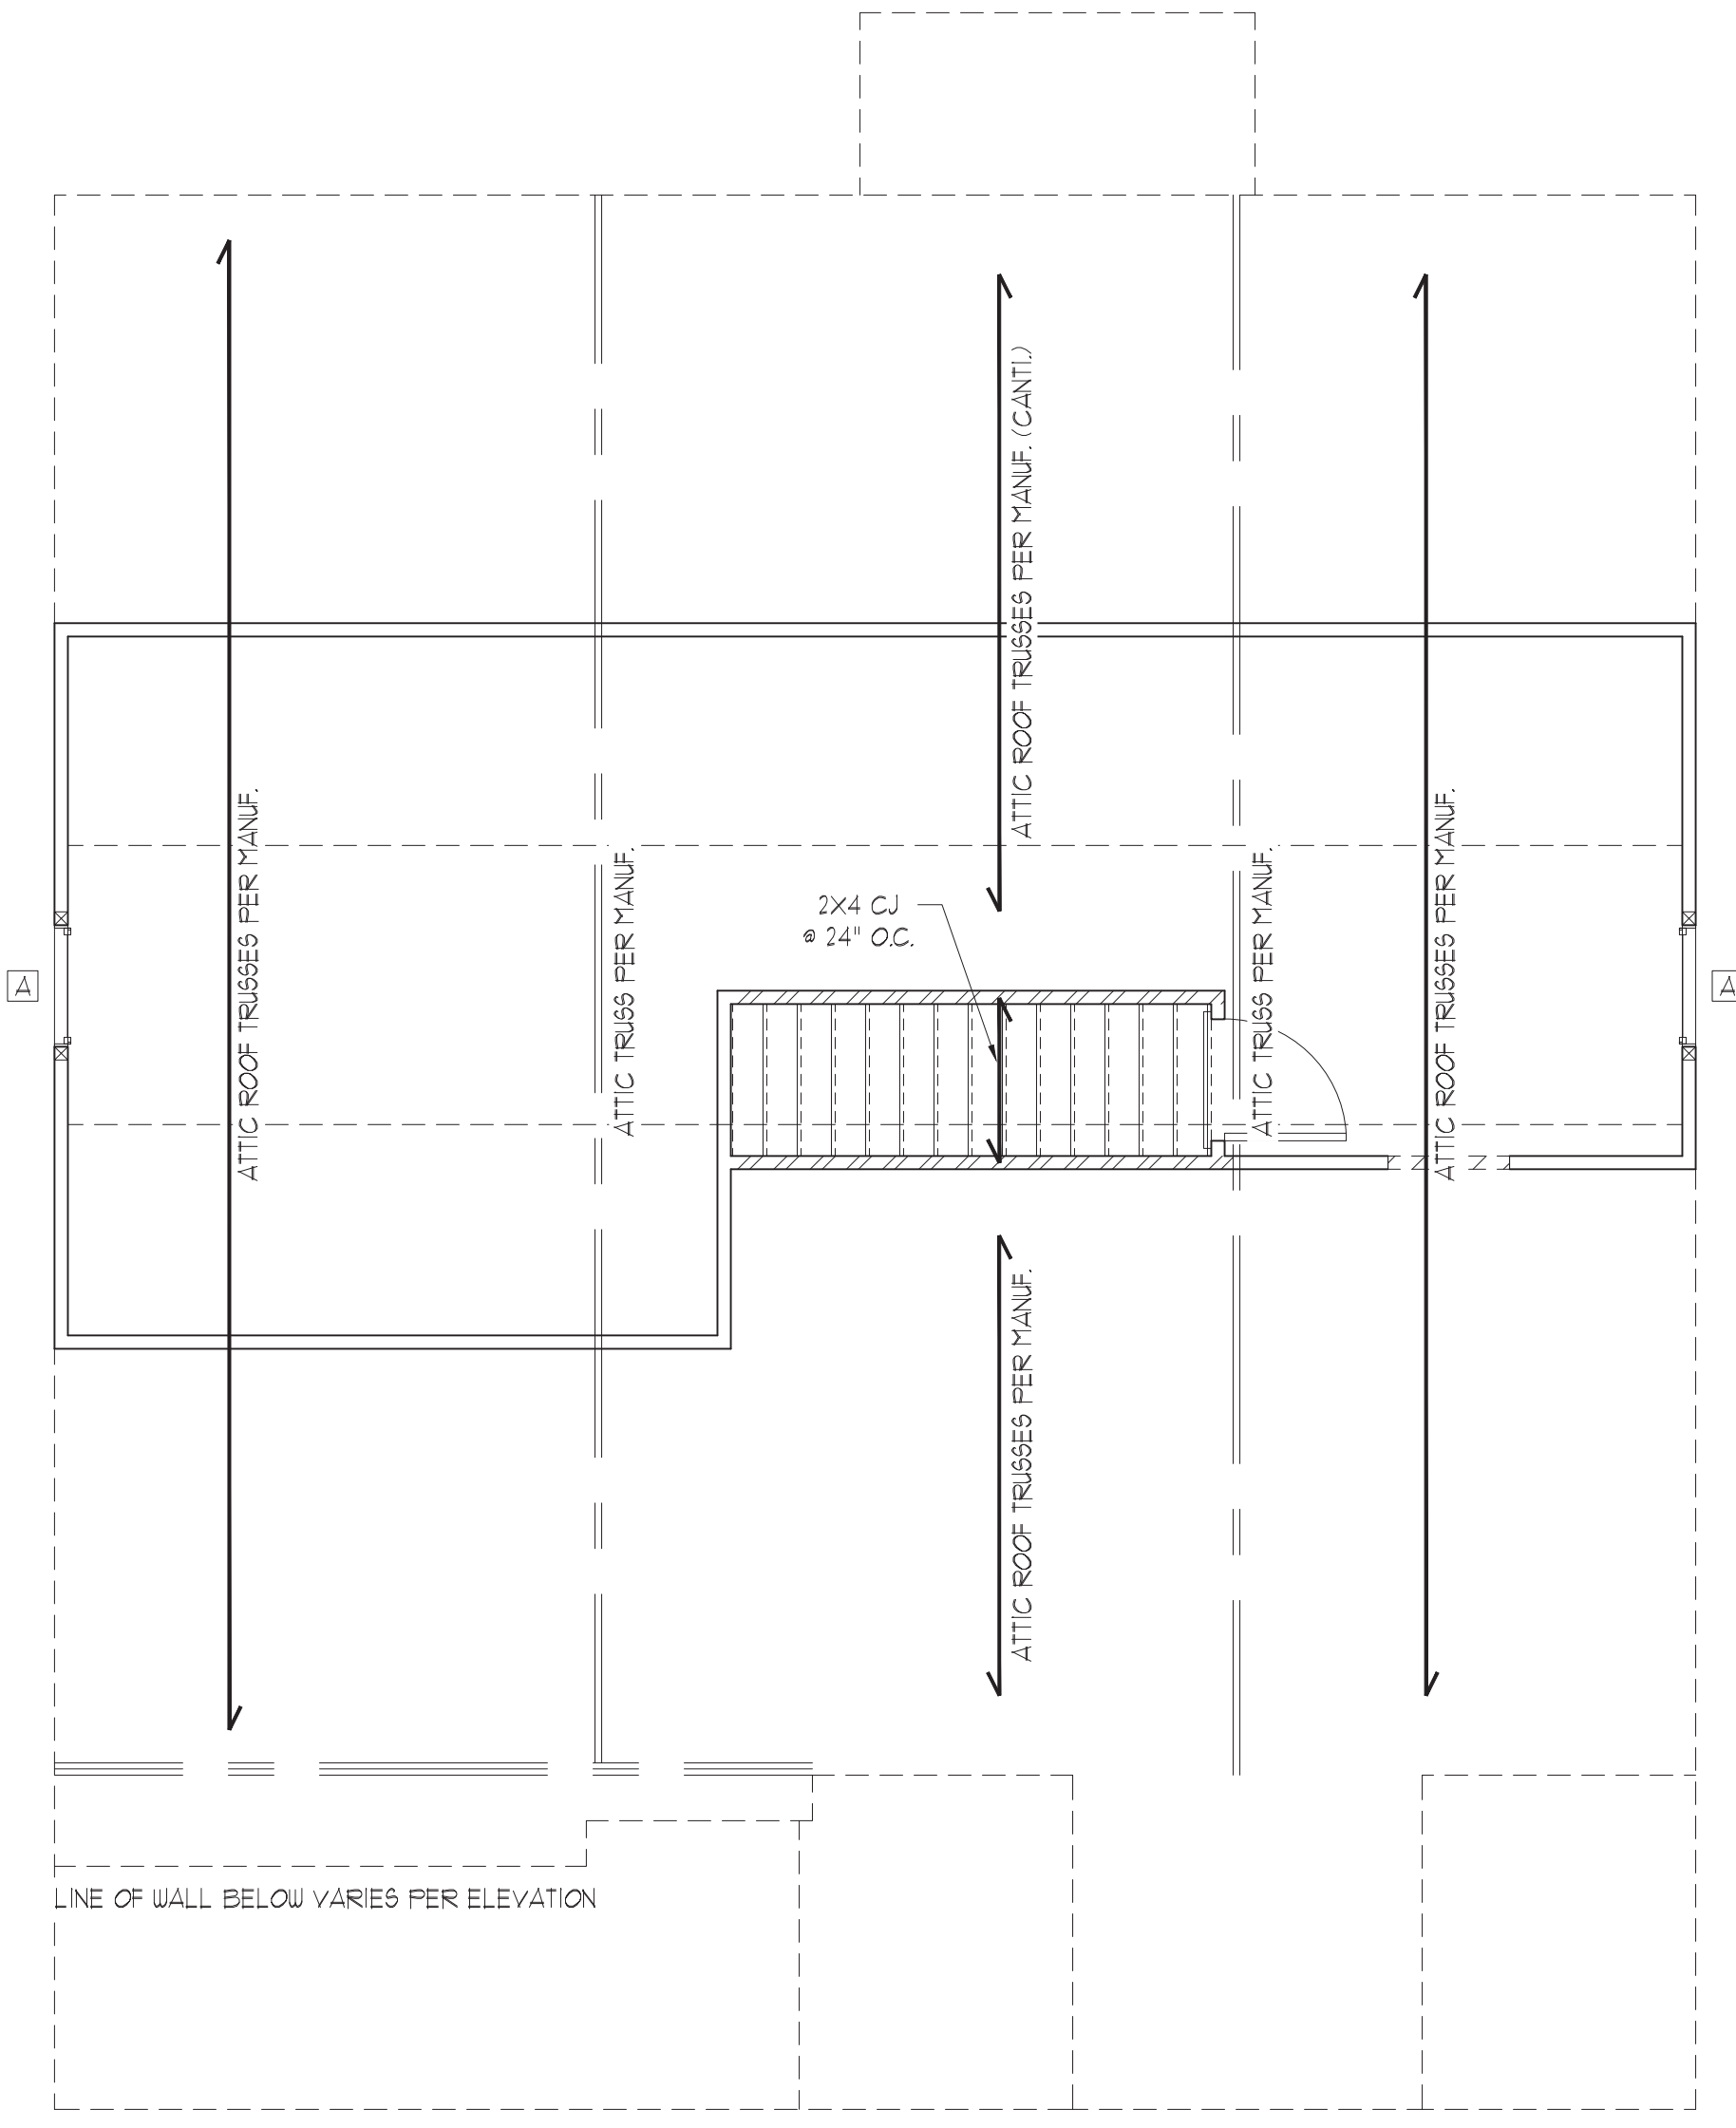 ATTIC ROOF TRUSSES PER MANUF. (CANTI.)
ATTIC ROOF TRUSSES PER MANUF.
ATTIC TRUSS PER MANUF.
2X4 CJ
@ 24" O.C.
ATTIC TRUSS PER MANUF.
ATTIC ROOF TRUSSES PER MANUF.
A
A
ATTIC ROOF TRUSSES PER MANUF.
LINE OF WALL BELOW VARIES PER ELEVATION